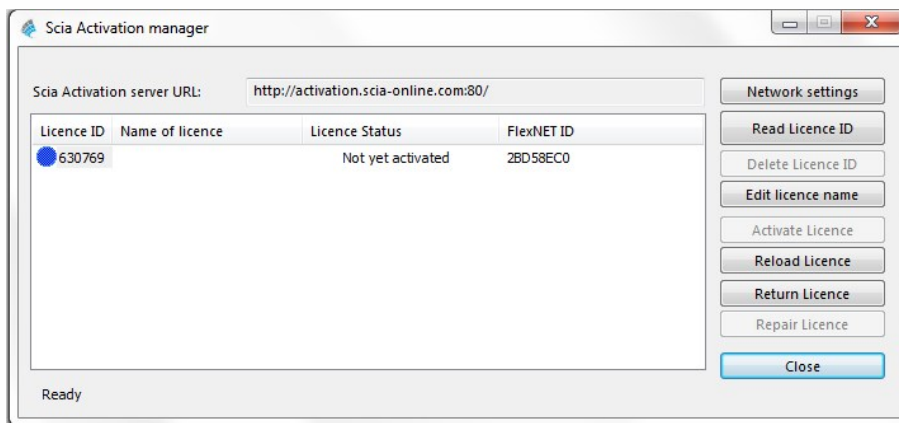 Scia Activation manager
Scia Activation server URL: http://activation.scia-online.com:80/
Network settings
Licence ID Name of licence Licence Status FlexNET ID
Read Licence ID
630769 Not yet activated 2BD58EC0
Delete Licence ID
Edit licence name
Activate Licence
Reload Licence
Return Licence
Repair Licence
Close
Ready